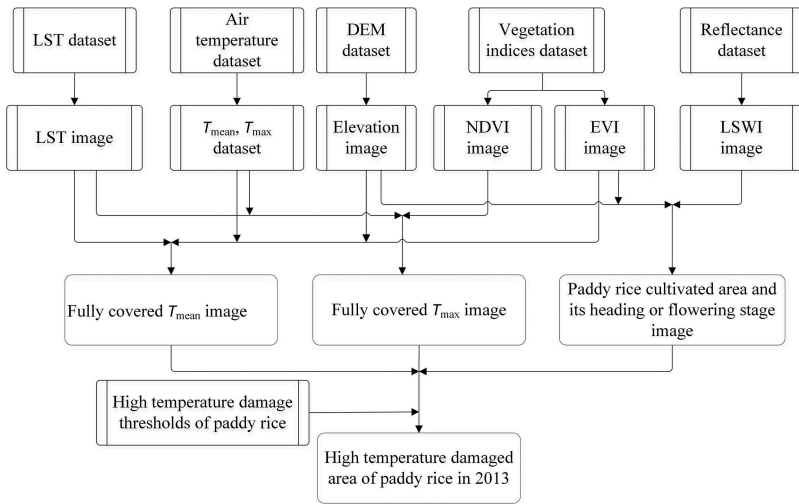 LST dataset
Air
temperature
dataset
DEM
dataset
Vegetation
indices dataset
Reflectance
dataset
LST image
Tmean, Tmax
dataset
Elevation
image
NDVI
image
EVI
image
LSWI
image
Fully covered Tmean image
Fully covered Tmax image
Paddy rice cultivated area and
its heading or flowering stage
image
High temperature damage
thresholds of paddy rice
High temperature damaged
area of paddy rice in 2013